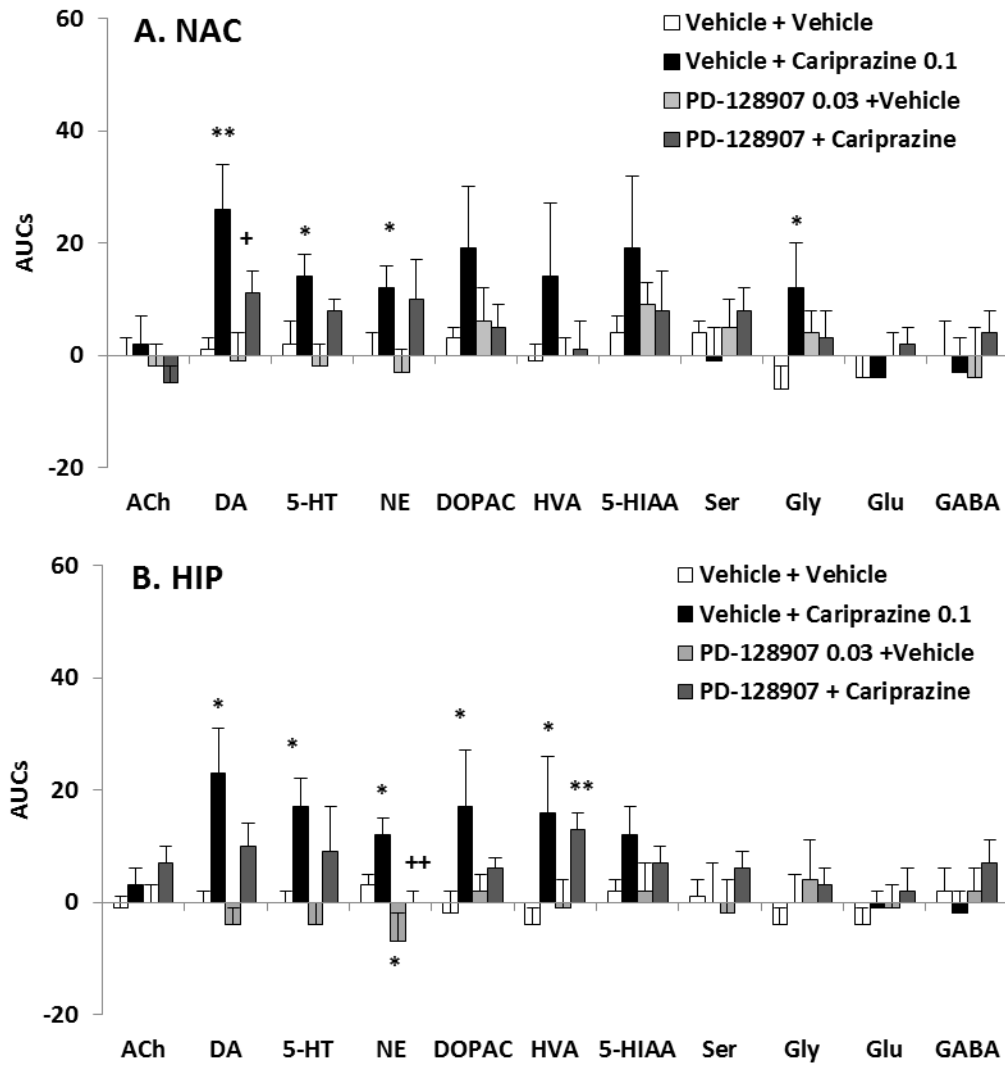 60
A. NAC
Vehicle + Vehicle
Vehicle + Cariprazine 0.1
PD-128907 0.03 +Vehicle
PD-128907 + Cariprazine
40
**
+
*
*
*
20
AUCs
0
-20
ACh DA 5-HT NE DOPAC HVA 5-HIAA Ser Gly Glu GABA
60
B. HIP
Vehicle + Vehicle
Vehicle + Cariprazine 0.1
PD-128907 0.03 +Vehicle
PD-128907 + Cariprazine
40
* * * * *
**
++
*
20
AUCs
0
-20
ACh DA 5-HT NE DOPAC HVA 5-HIAA Ser Gly Glu GABA